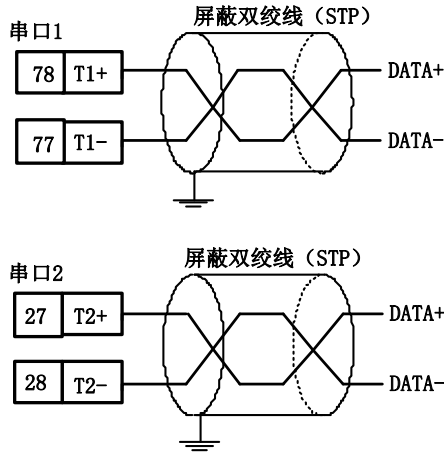 屏蔽双绞线（STP）
串口1
78 T1+ DATA+
77 T1- DATA-
屏蔽双绞线（STP）
串口2
27 T2+ DATA+
28 T2- DATA-